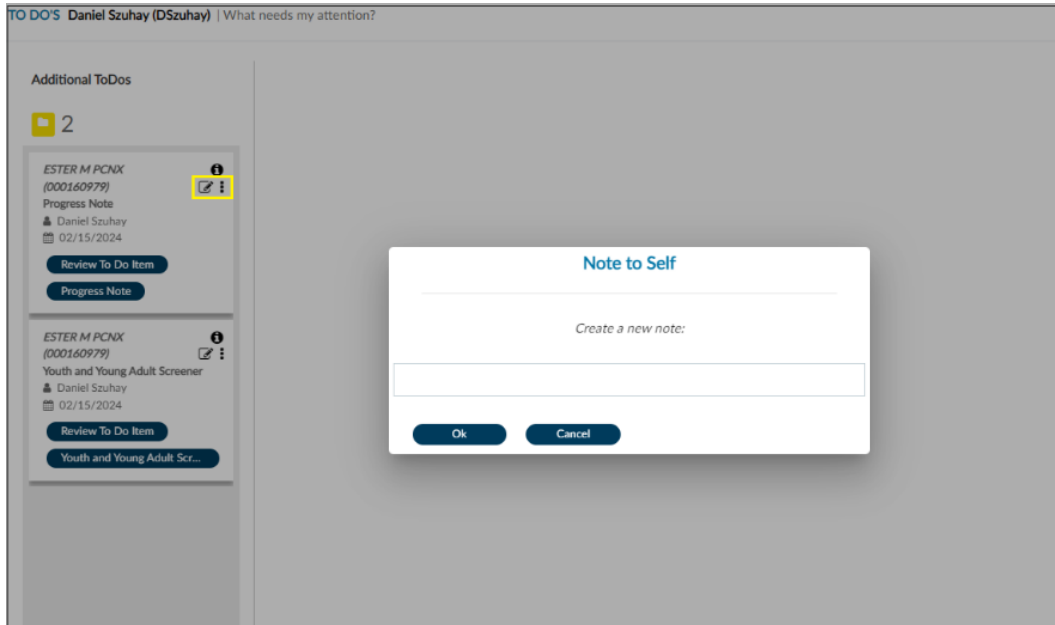 TO DO'S Daniel Szuhay (DSzuhay) | What needs my attention?
Additional ToDos
2
ESTER M PCNX
(000160979)
Progress Note
Daniel Szuhay
02/15/2024
Review To Do Item
Progress Note
ESTER M PCNX
(000160979)
Youth and Young Adult Screener
Daniel Szuhay
02/15/2024
Review To Do Item
Youth and Young Adult Scr...
Note to Self
Create a new note:
Ok Cancel